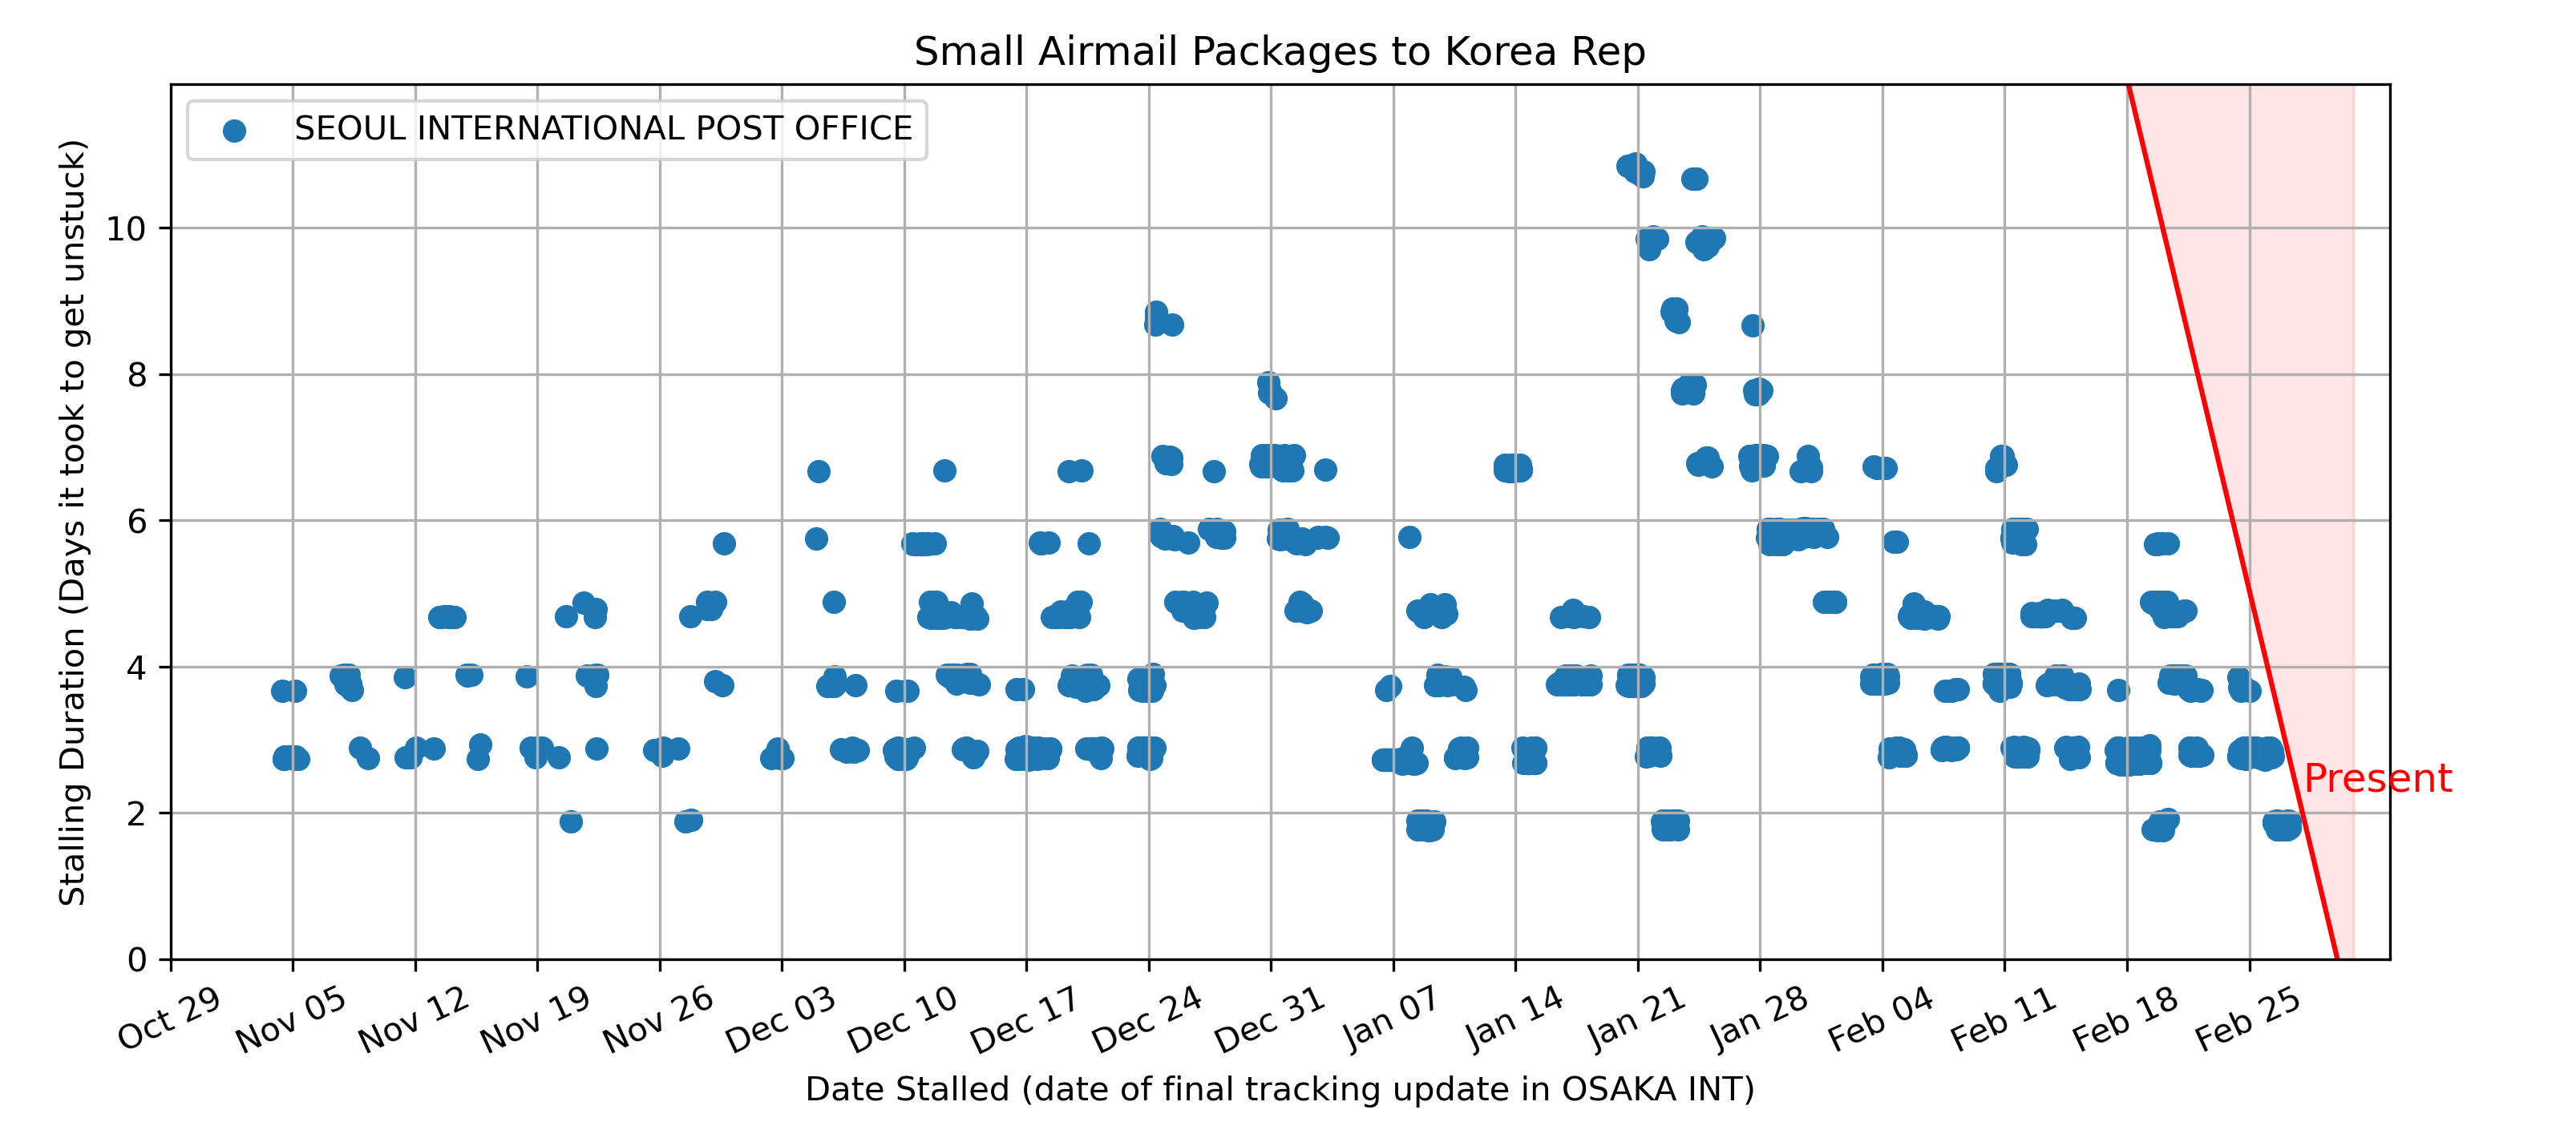 Small Airmail Packages to Korea Rep
SEOUL INTERNATIONAL POST OFFICE
Stalling Duration (Days it took to get unstuck)
10
8
6
4
2
0
Present
Oct 29
Nov 05
Nov 12
Nov 19
Nov 26
Dec 03
Dec 10
Dec 17
Dec 24
Dec 31
Jan 07
Jan 14
Jan 21
Jan 28
Feb 04
Feb 11
Feb 18
Feb 25
Date Stalled (date of final tracking update in OSAKA INT)